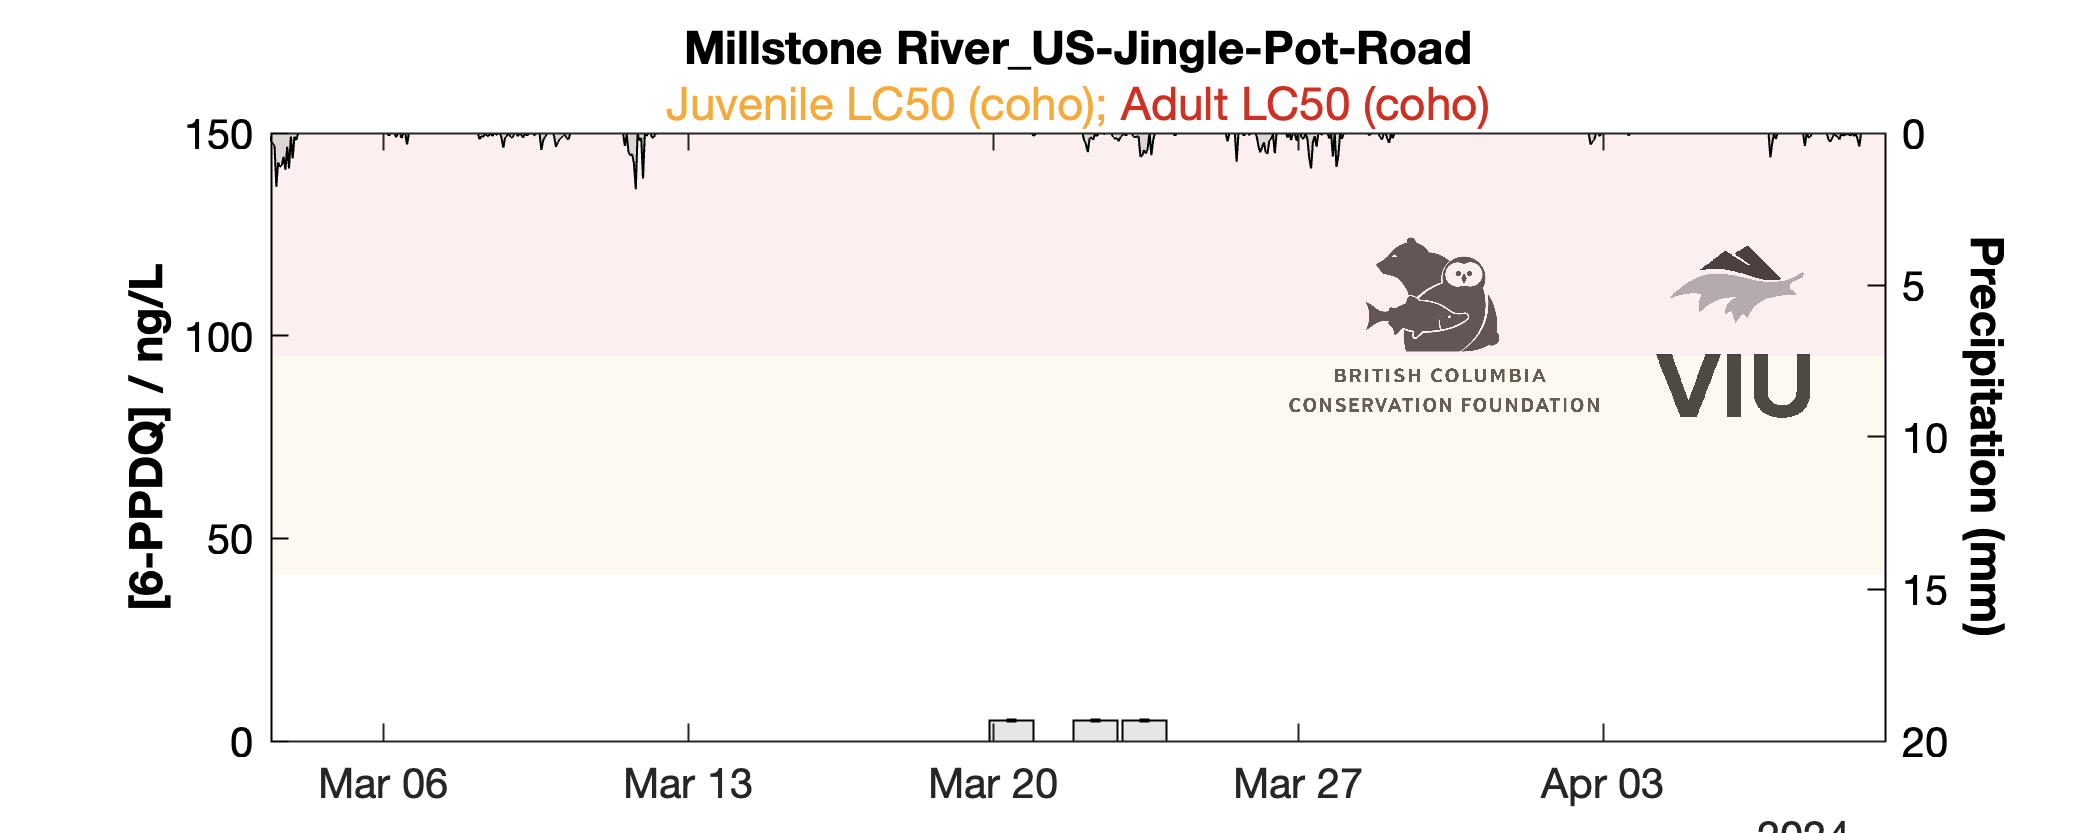 Millstone River_US-Jingle-Pot-Road
Juvenile LC50 (coho); Adult LC50 (coho)
150
100
50
0
[6-PPDQ] / ng/L
0
5
10
15
20
Precipitation (mm)
BRITISH COLUMBIA
CONSERVATION FOUNDATION
VIU
Mar 06
Mar 13
Mar 20
Mar 27
Apr 03